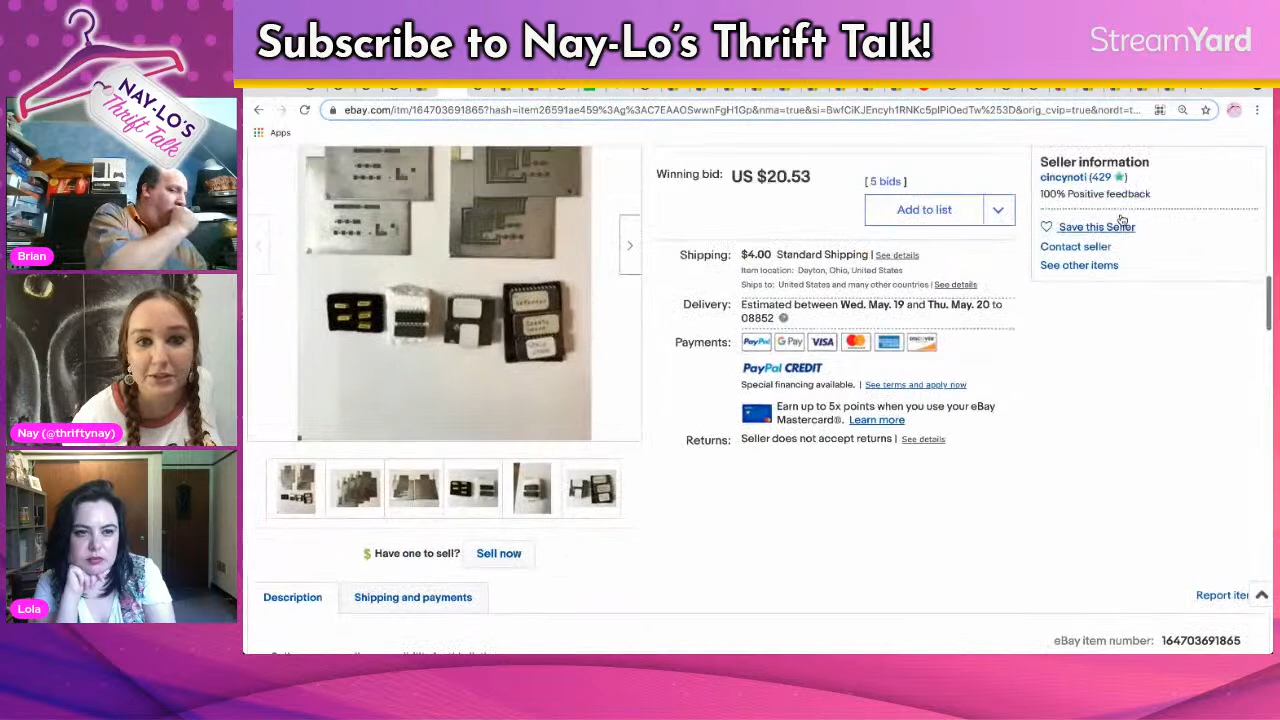 Subscribe to Nay-Lo's Thrift Talk!
StreamYard
NAY-LO'S
Thrift Talk
Brian
Nay (@thriftynay)
Lola
Apps
Winning bid: US $20.53
[ 5 bids ]
Add to list
Shipping: $4.00 Standard Shipping | See details
Item location: Dayton, Ohio, United States
Ships to: United States and many other countries | See details
Delivery: Estimated between Wed. May. 19 and Thu. May. 20 to
08852
Payments: PayPal G Pay VISA
PayPal CREDIT
Special financing available. | See terms and apply now
Earn up to 5x points when you use your eBay
Mastercard®. Learn more
Returns: Seller does not accept returns | See details
Seller information
cincynoti (429)
100% Positive feedback
Save this Seller
Contact seller
See other items
$ Have one to sell? Sell now
Description
Shipping and payments
Report iter
eBay item number: 164703691865